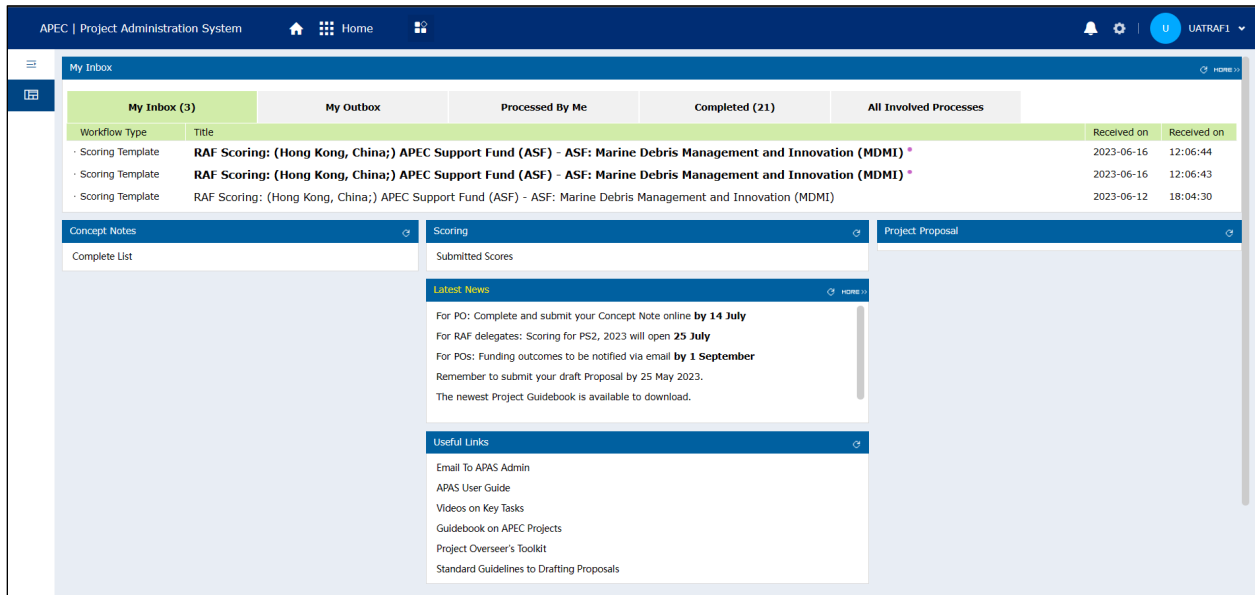 APEC | Project Administration System Home U UATRAF1
My Inbox MORE >>
My Inbox (3) My Outbox Processed By Me Completed (21) All Involved Processes
Workflow Type Title Received on Received on
· Scoring Template RAF Scoring: (Hong Kong, China;) APEC Support Fund (ASF) - ASF: Marine Debris Management and Innovation (MDMI) 2023-06-16 12:06:44
· Scoring Template RAF Scoring: (Hong Kong, China;) APEC Support Fund (ASF) - ASF: Marine Debris Management and Innovation (MDMI) 2023-06-16 12:06:43
· Scoring Template RAF Scoring: (Hong Kong, China;) APEC Support Fund (ASF) - ASF: Marine Debris Management and Innovation (MDMI) 2023-06-12 18:04:30
Concept Notes
Complete List
Scoring
Submitted Scores
Project Proposal
Latest News MORE >>
For PO: Complete and submit your Concept Note online by 14 July
For RAF delegates: Scoring for PS2, 2023 will open 25 July
For POs: Funding outcomes to be notified via email by 1 September
Remember to submit your draft Proposal by 25 May 2023.
The newest Project Guidebook is available to download.
Useful Links
Email To APAS Admin
APAS User Guide
Videos on Key Tasks
Guidebook on APEC Projects
Project Overseer's Toolkit
Standard Guidelines to Drafting Proposals